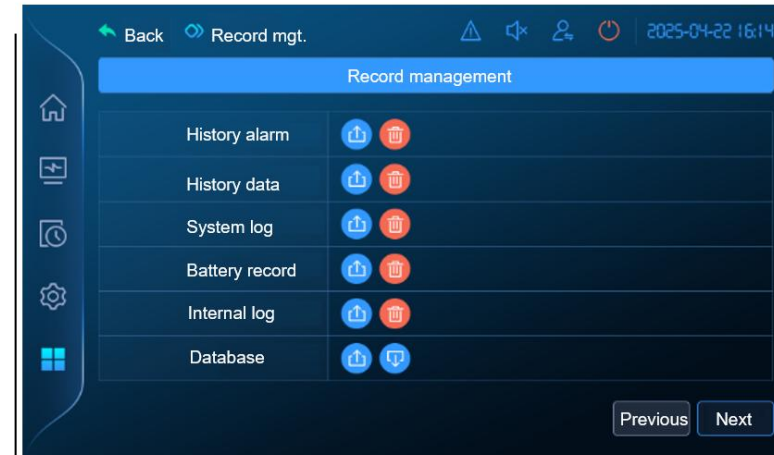 Back Record mgt. 2025-04-22 16:14
Record management
History alarm
History data
System log
Battery record
Internal log
Database
Previous Next